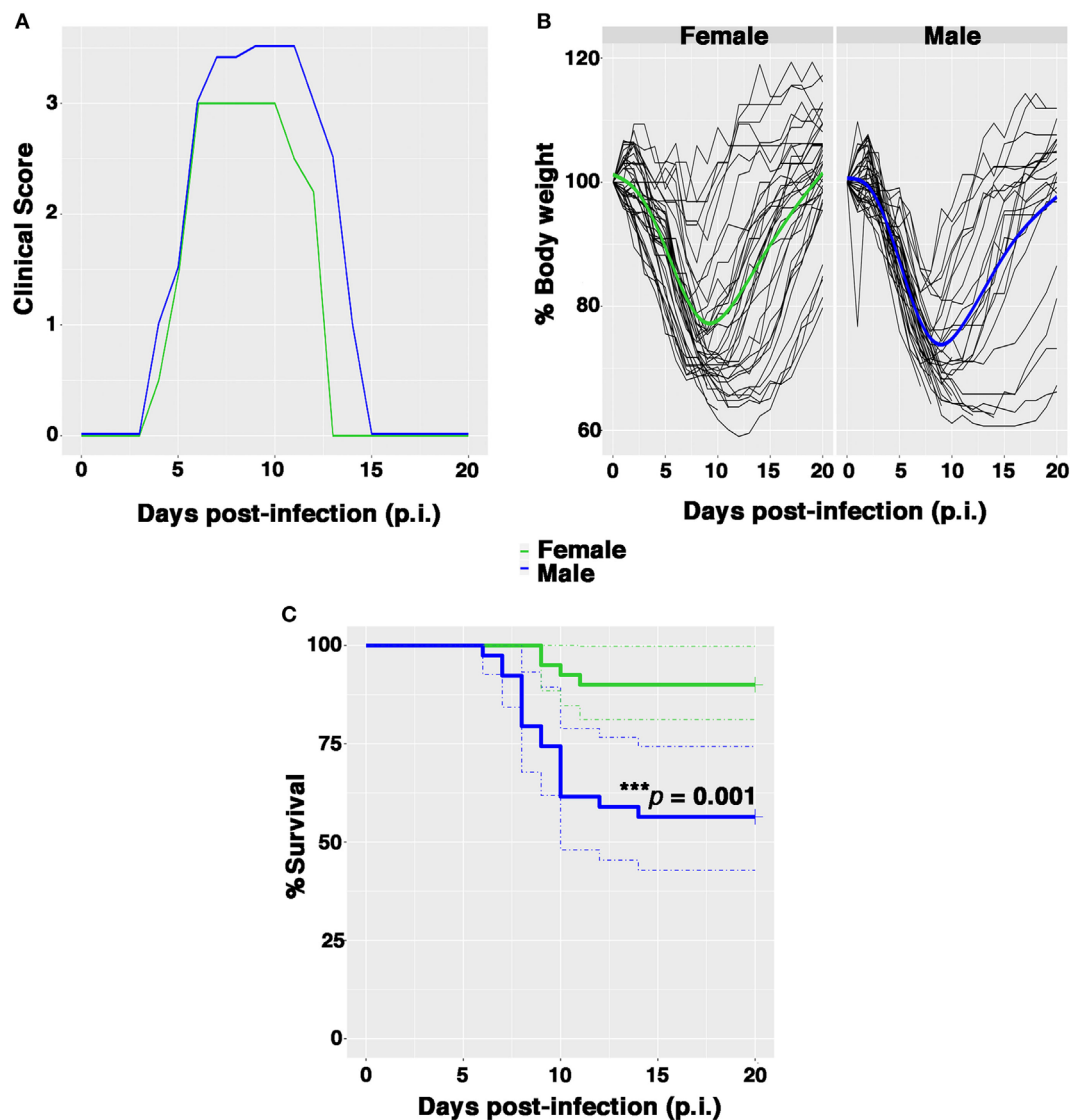 A
Clinical Score
3
2
1
0
0 5 10 15 20
Days post-infection (p.i.)
B
Female Male
% Body weight
120
100
80
60
0 5 10 15 20 0 5 10 15 20
Days post-infection (p.i.)
Female
Male
C
%Survival
100
75
50
25
0
***p = 0.001
0 5 10 15 20
Days post-infection (p.i.)